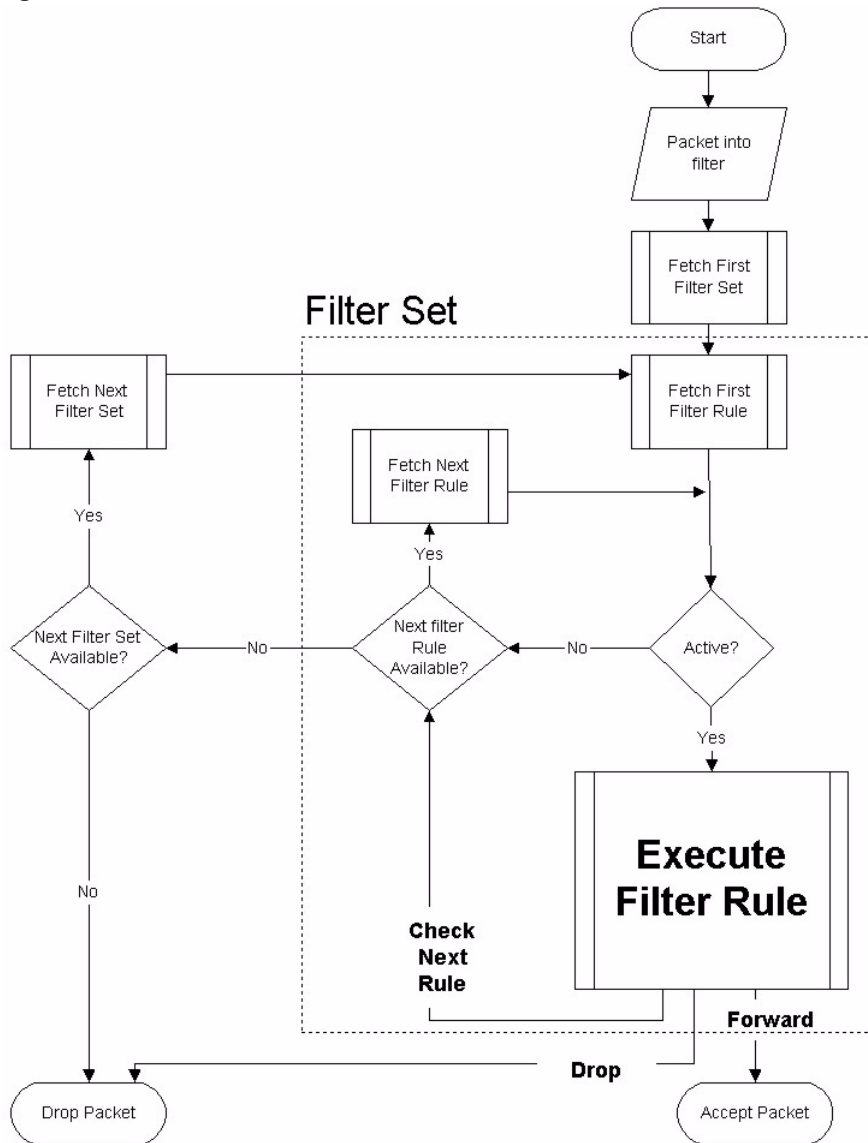 Start
Packet into
filter
Fetch First
Filter Set
Filter Set
Fetch Next
Filter Set
Fetch First
Filter Rule
Fetch Next
Filter Rule
Yes
Yes
Next Filter Set
Available?
No
Next filter
Rule
Available?
No
Active?
Yes
Execute
Filter Rule
No
Check
Next
Rule
Forward
Drop
Drop Packet
Accept Packet